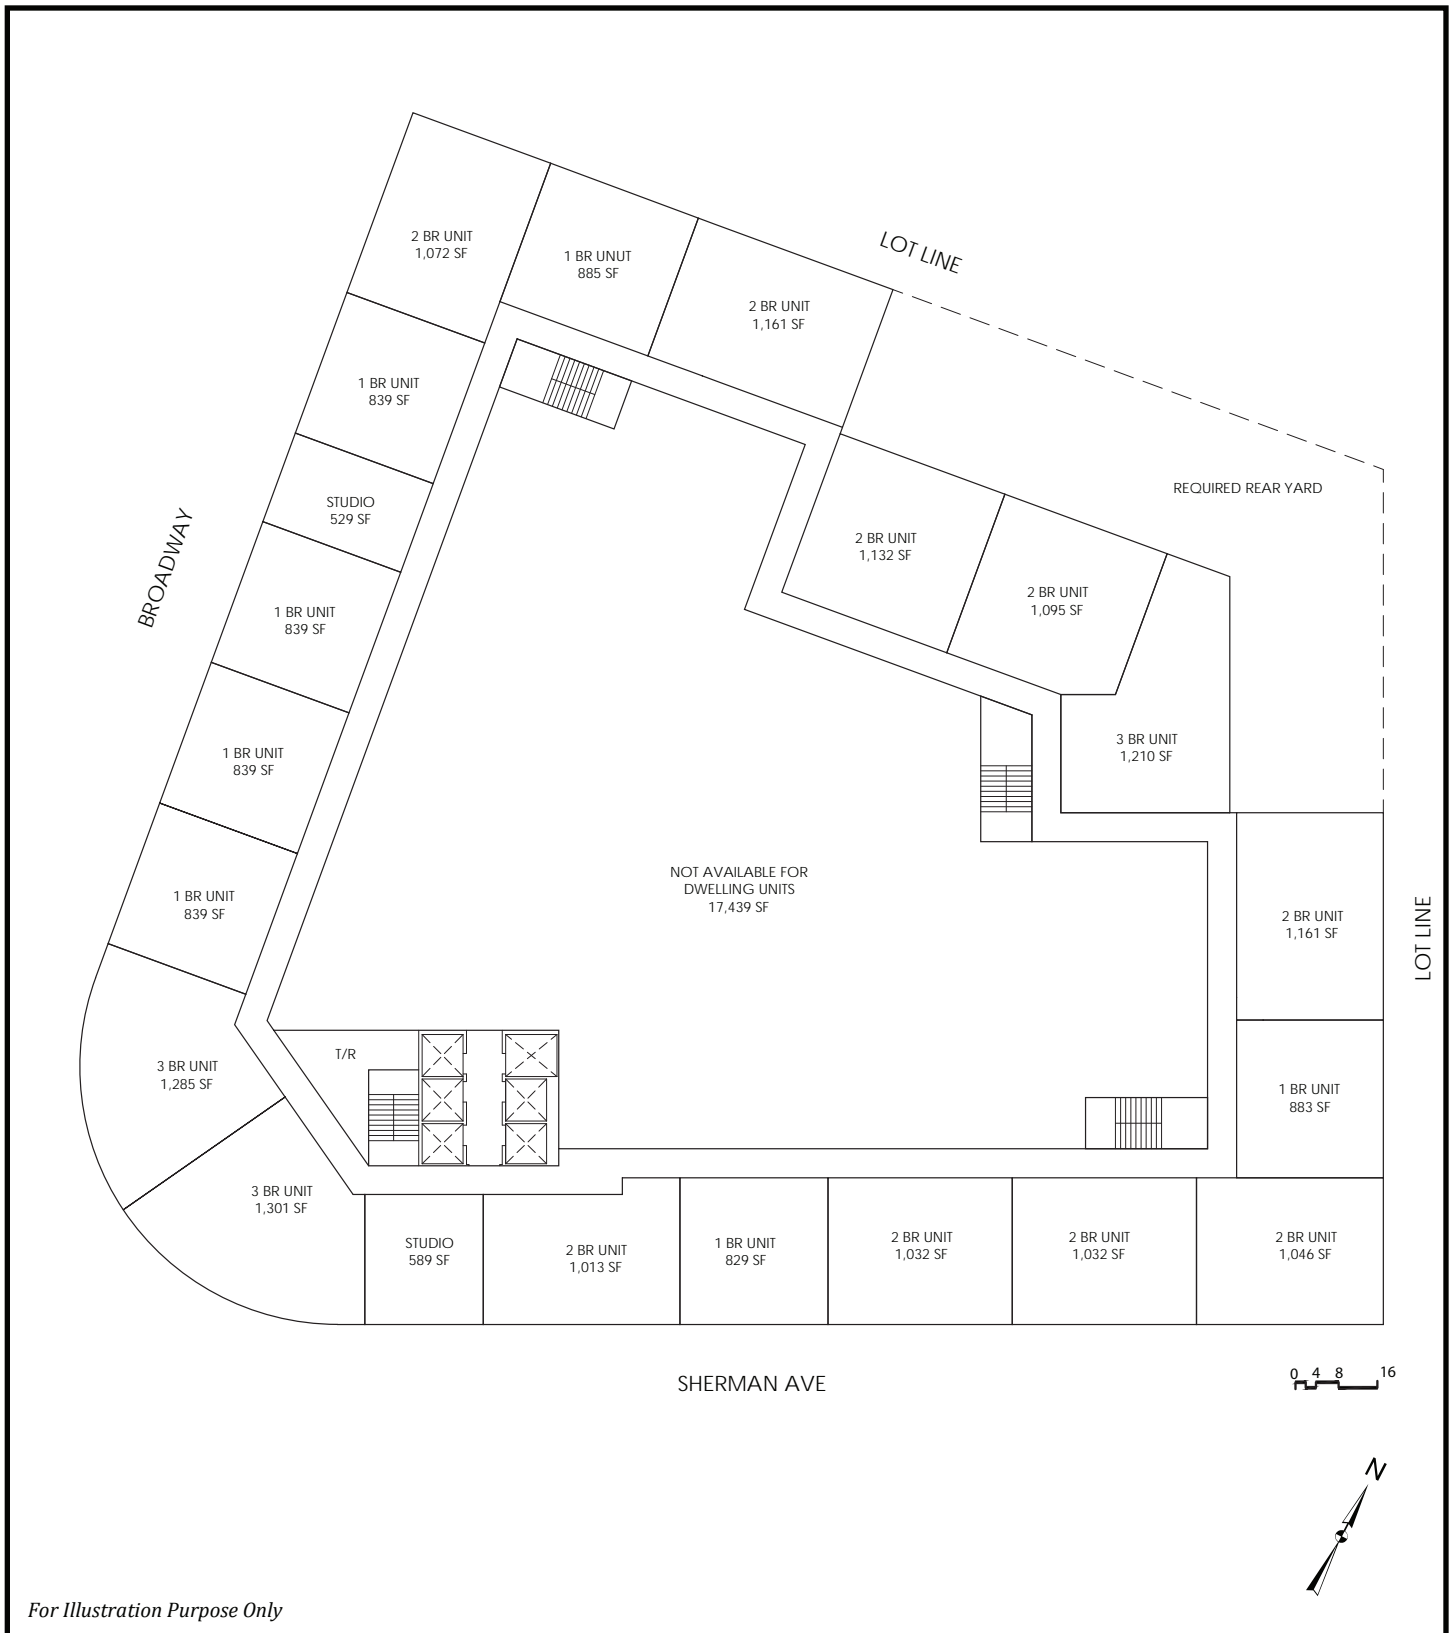 LOT LINE
2 BR UNIT
1,072 SF
1 BR UNUT
885 SF
2 BR UNIT
1,161 SF
1 BR UNIT
839 SF
REQUIRED REAR YARD
STUDIO
529 SF
BROADWAY
2 BR UNIT
1,132 SF
2 BR UNIT
1,095 SF
1 BR UNIT
839 SF
3 BR UNIT
1,210 SF
1 BR UNIT
839 SF
NOT AVAILABLE FOR
DWELLING UNITS
17,439 SF
1 BR UNIT
839 SF
2 BR UNIT
1,161 SF
LOT LINE
T/R
3 BR UNIT
1,285 SF
1 BR UNIT
883 SF
3 BR UNIT
1,301 SF
STUDIO
589 SF
2 BR UNIT
1,013 SF
1 BR UNIT
829 SF
2 BR UNIT
1,032 SF
2 BR UNIT
1,032 SF
2 BR UNIT
1,046 SF
SHERMAN AVE
0 4 8 16
N
For Illustration Purpose Only